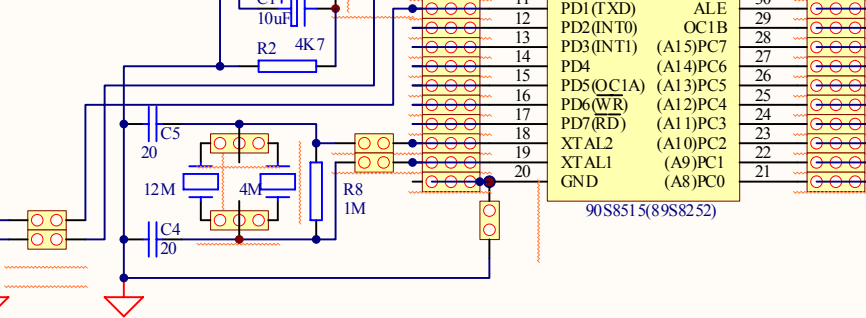 PD1(TXD) ALE
12 PD2(INT0) OC1B 29
13 PD3(INT1) (A15)PC7 28
14 PD4 (A14)PC6 27
15 PD5(OC1A) (A13)PC5 26
16 PD6(WR) (A12)PC4 25
17 PD7(RD) (A11)PC3 24
18 XTAL2 (A10)PC2 23
19 XTAL1 (A9)PC1 22
20 GND (A8)PC0 21
90S8515(89S8252)
10uF
R2 4K7
C5
20
12M 4M
R8
1M
C4
20